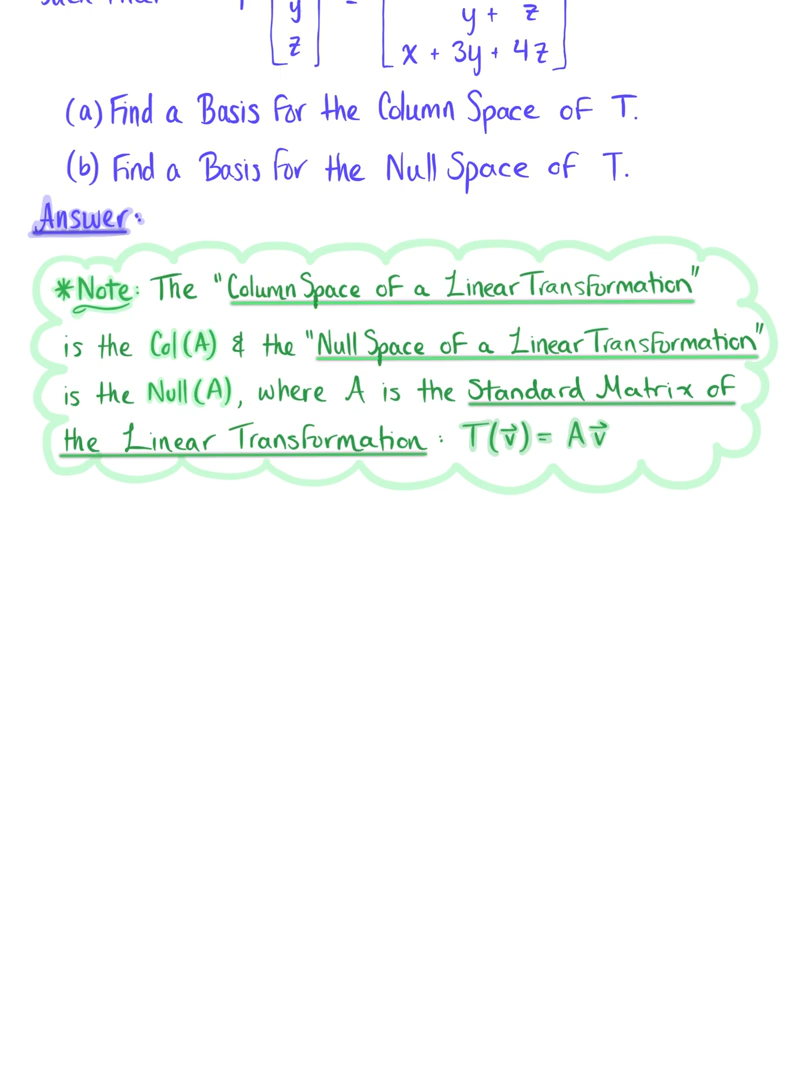 y = y + z
z x + 3y + 4z
(a) Find a Basis for the Column Space of T.
(b) Find a Basis for the Null Space of T.
Answer:
*Note: The "Column Space of a Linear Transformation"
is the Col(A) & the "Null Space of a Linear Transformation"
is the Null(A), where A is the Standard Matrix of
the Linear Transformation: T(v⃗) = Av⃗